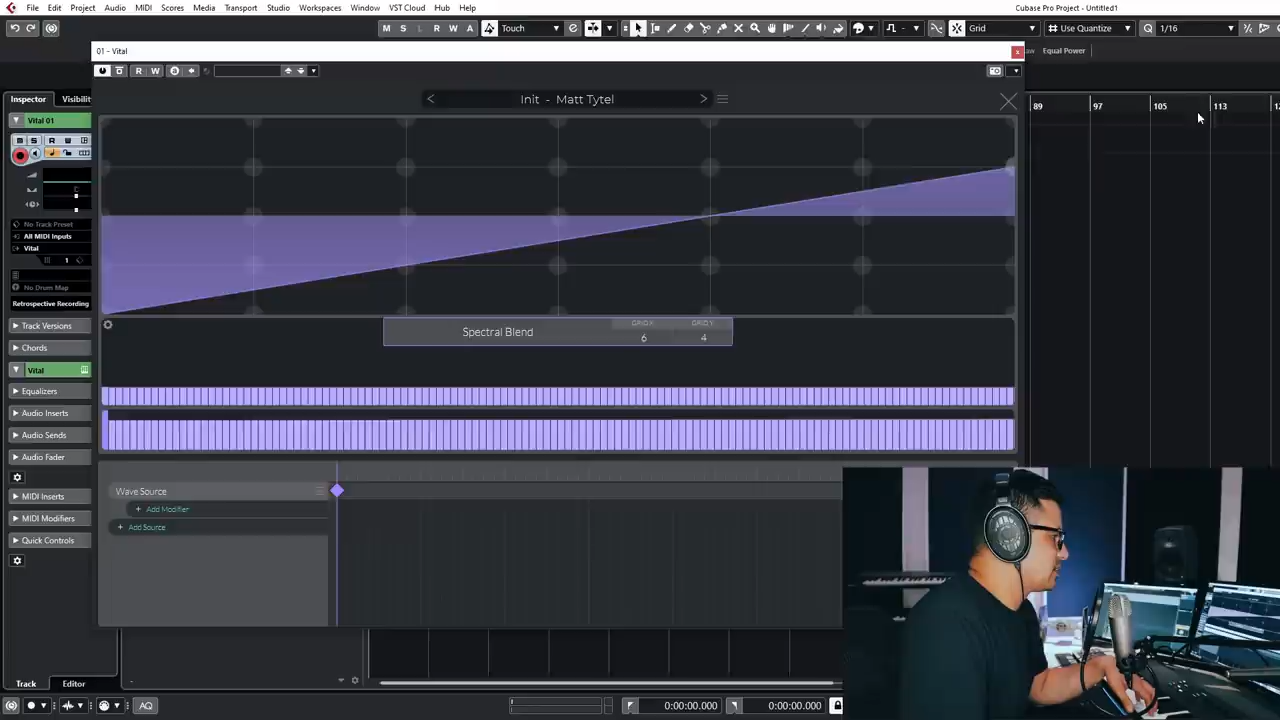 File Edit Project Audio MIDI Scores Media Transport Studio Workspaces Window VST Cloud Hub Help
Cubase Pro Project - Untitled1
M S L R W A Touch Grid Use Quantize Q 1/16
01 - Vital
Equal Power
R W
Inspector Visibility
Init - Matt Tytel
89 97 105 113
Vital 01
M S R W
No Track Preset
All MIDI Inputs
Vital
1
No Drum Map
Retrospective Recording
Track Versions
Spectral Blend
GRID X GRID Y
6 4
Chords
Vital
Equalizers
Audio Inserts
Audio Sends
Audio Fader
Wave Source
MIDI Inserts
+ Add Modifier
MIDI Modifiers
+ Add Source
Quick Controls
Track Editor
AQ
0:00:00.000 0:00:00.000